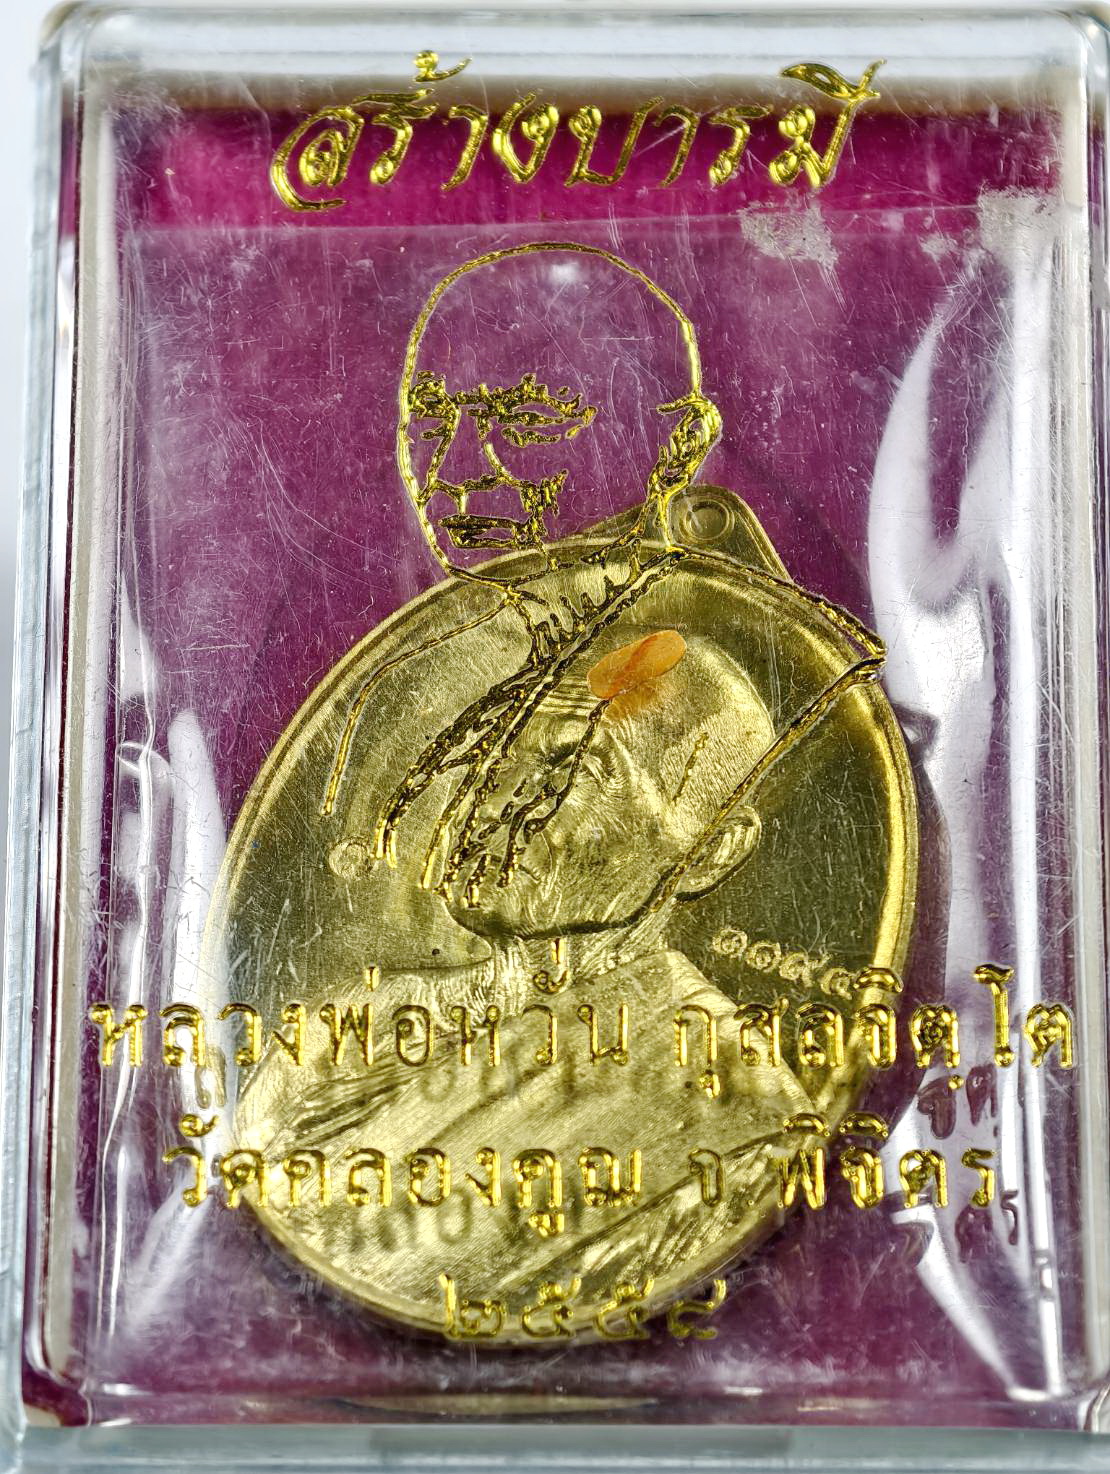 สร้างบารมี
หลวงพ่อหวั่น กุสลจิตฺโต
วัดคลองคูณ จ.พิจิตร
๒๕๕๘